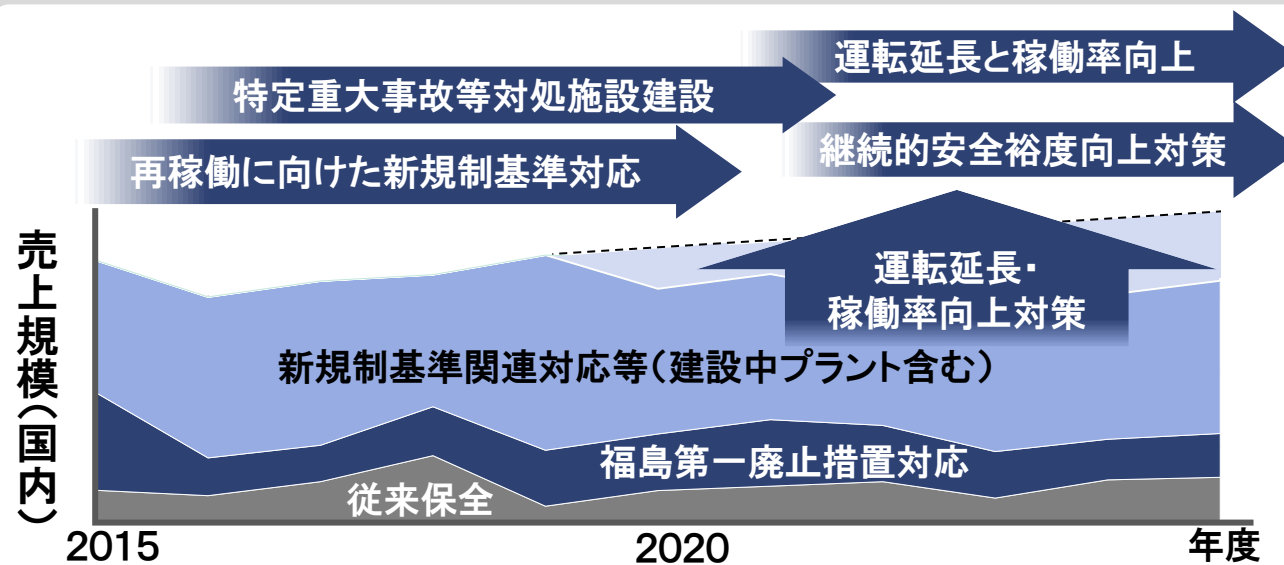 運転延長と稼働率向上
特定重大事故等対処施設建設
継続的安全裕度向上対策
再稼働に向けた新規制基準対応
売上規模(国内)
運転延長・
稼働率向上対策
新規制基準関連対応等(建設中プラント含む)
福島第一廃止措置対応
従来保全
2015
2020
年度